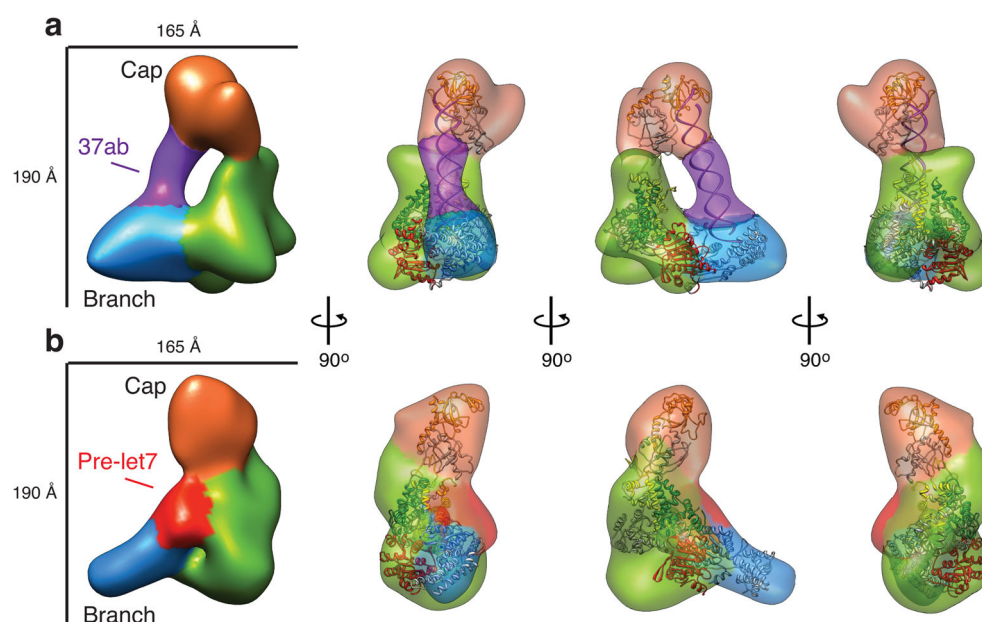 a
165 Å
Cap
37ab
190 Å
Branch
90º
90º
90º
b
165 Å
Cap
Pre-let7
190 Å
Branch